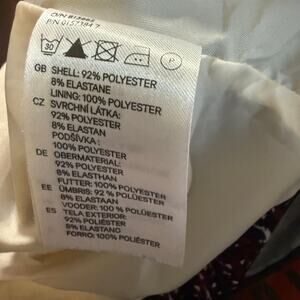 30
P
GB SHELL: 92% POLYESTER
8% ELASTANE
LINING: 100% POLYESTER
CZ SVRCHNÍ LÁTKA:
92% POLYESTER
8% ELASTAN
PODŠÍVKA:
100% POLYESTER
DE OBERMATERIAL:
92% POLYESTER
8% ELASTHAN
FUTTER: 100% POLYESTER
EE ÜMBRIS: 92 % POLÜESTER
8% ELASTAAN
VOODER: 100 % POLÜESTER
ES TELA EXTERIOR:
92% POLIÉSTER
8% ELASTANO
FORRO: 100% POLIÉSTER